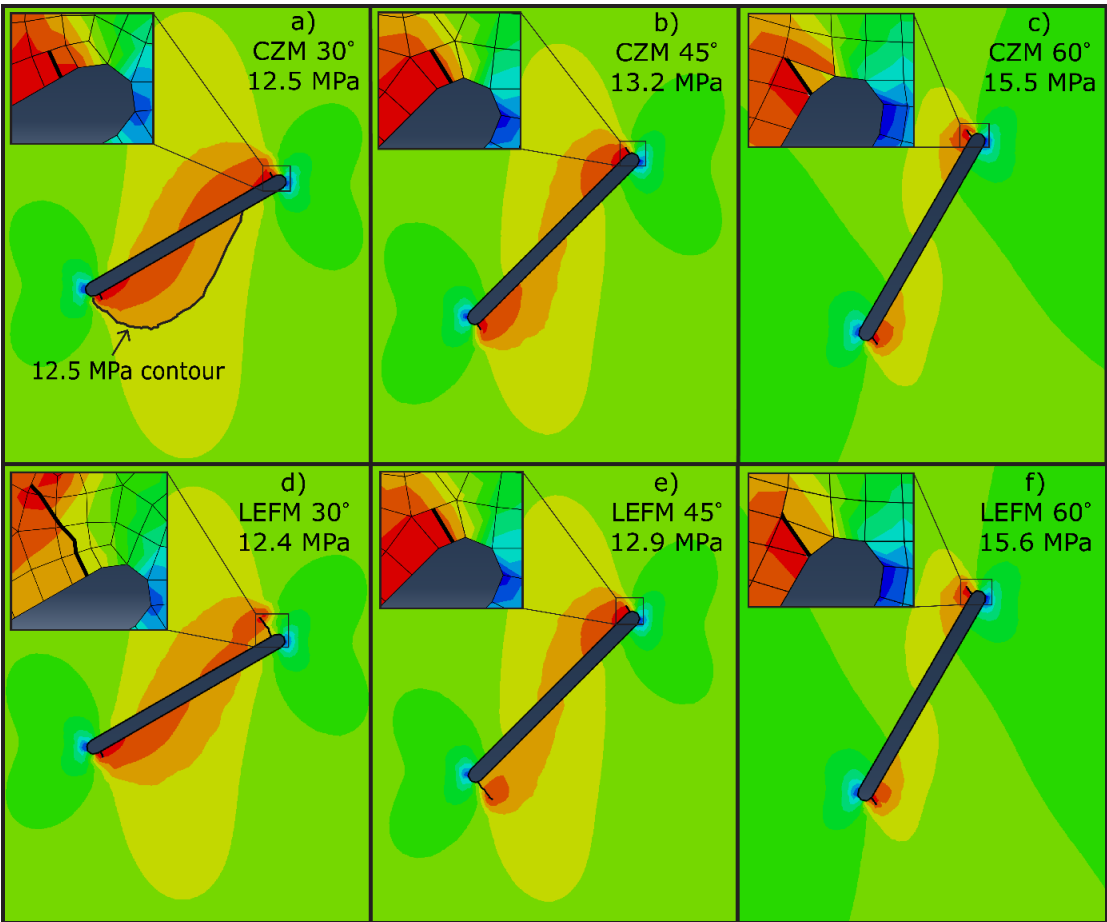 a)
CZM 30°
12.5 MPa
12.5 MPa contour
b)
CZM 45°
13.2 MPa
c)
CZM 60°
15.5 MPa
d)
LEFM 30°
12.4 MPa
e)
LEFM 45°
12.9 MPa
f)
LEFM 60°
15.6 MPa